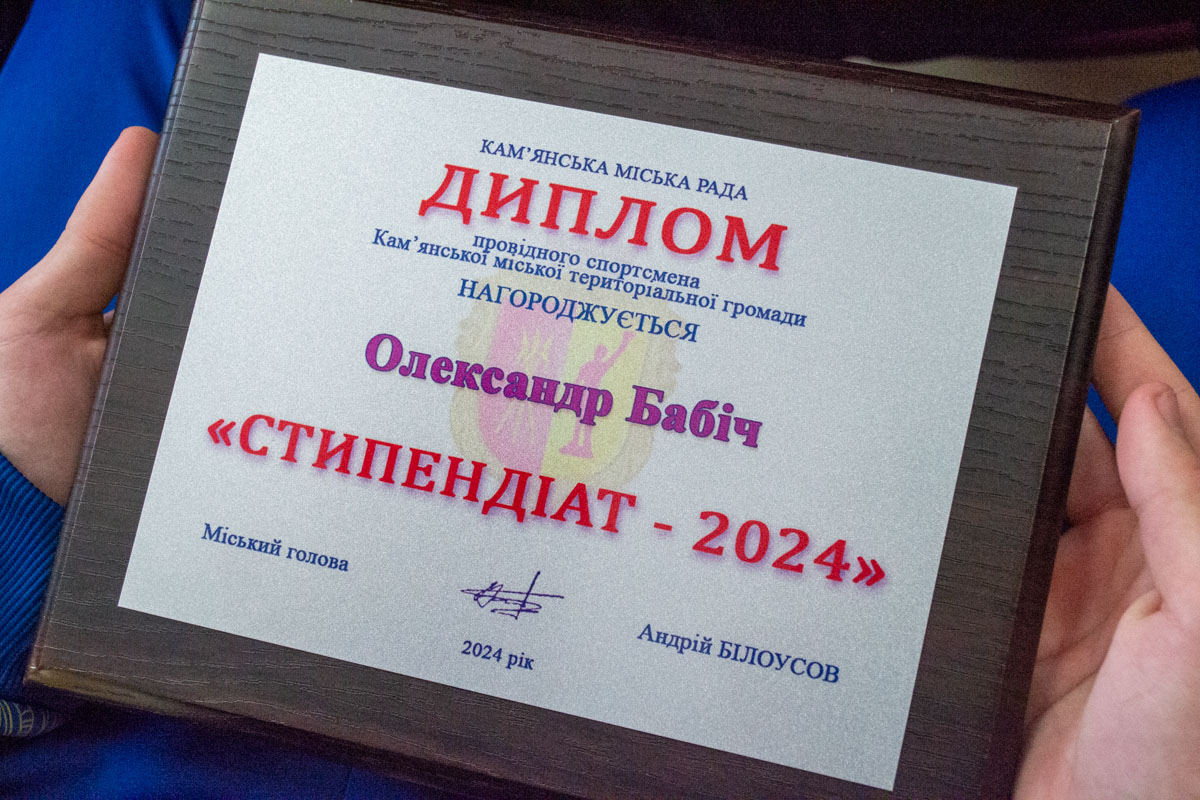 КАМ’ЯНСЬКА МІСЬКА РАДА
ДИПЛОМ
провідного спортсмена
Кам’янської міської територіальної громади
НАГОРОДЖУЄТЬСЯ
Олександр Бабіч
«СТИПЕНДІАТ - 2024»
Міський голова
Андрій БІЛОУСОВ
2024 рік